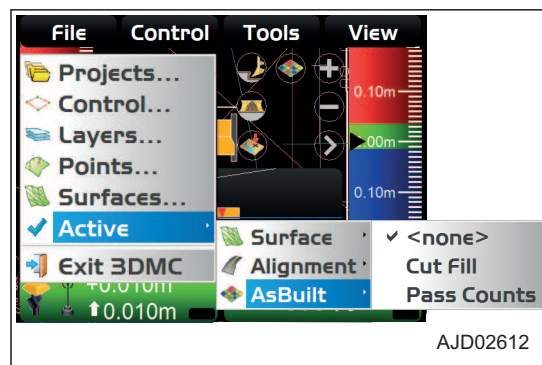 File Control Tools View
Projects...
Control...
Layers...
Points...
Surfaces...
Active
Exit 3DMC
Surface
Alignment
AsBuilt
✔ <none>
Cut Fill
Pass Counts
0.10m
.00m
0.10m
+0.010m
0.010m
AJD02612